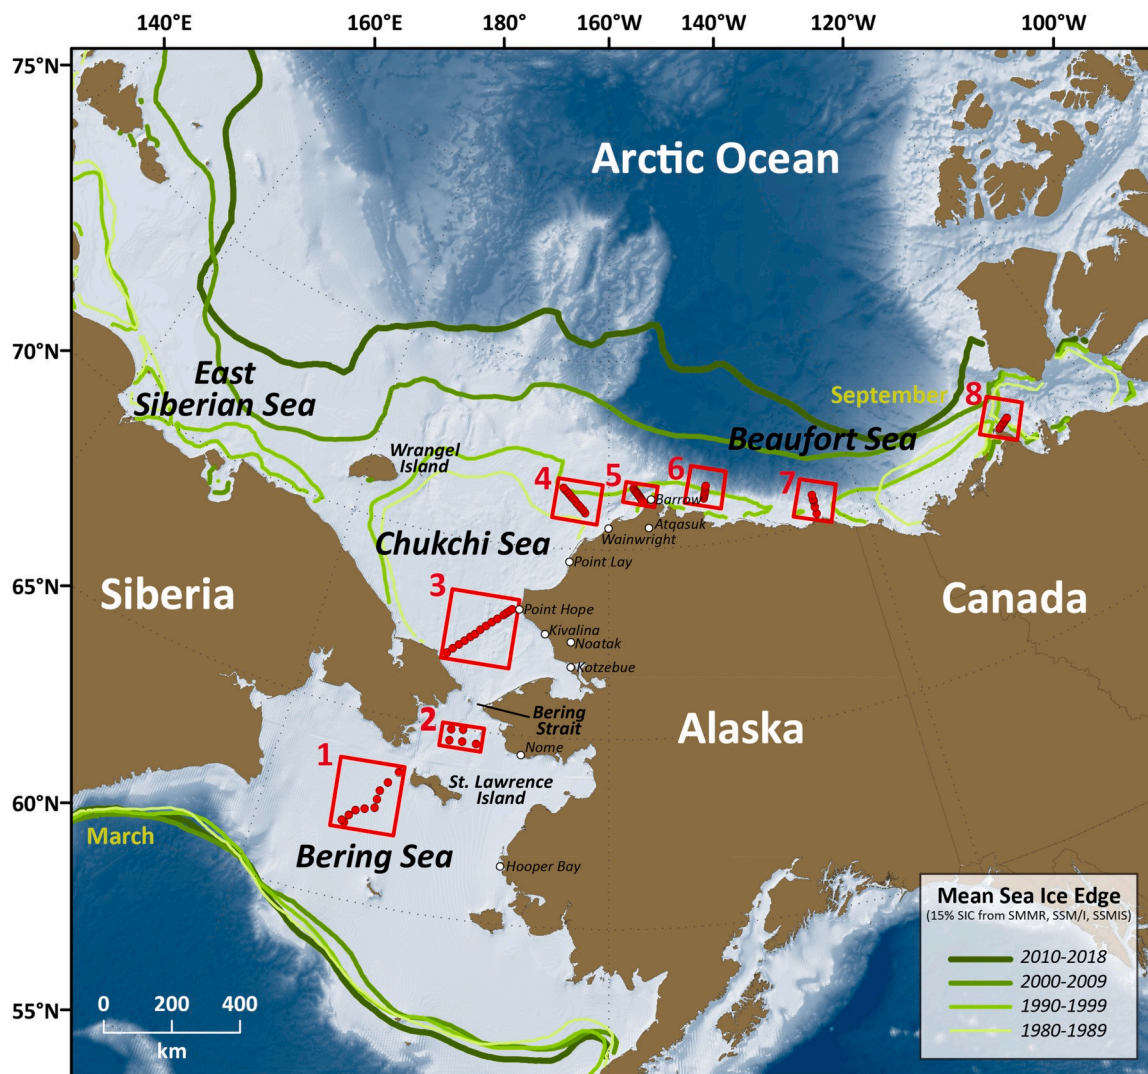 140°E 160°E 180° 160°W 140°W 120°W 100°W
75°N
Arctic Ocean
70°N
East
Siberian Sea
September
8
Beaufort Sea
Wrangel
Island
4
5
6
7
Barrow
Atqasuk
Wainwright
Chukchi Sea
Point Lay
65°N
Siberia
3
Canada
Point Hope
Kivalina
Noatak
Kotzebue
2
Bering
Strait
Alaska
Nome
1
St. Lawrence
Island
60°N
March
Bering Sea
Hooper Bay
55°N
0 200 400
km
Mean Sea Ice Edge
(15% SIC from SMMR, SSM/I, SSMIS)
2010-2018
2000-2009
1990-1999
1980-1989